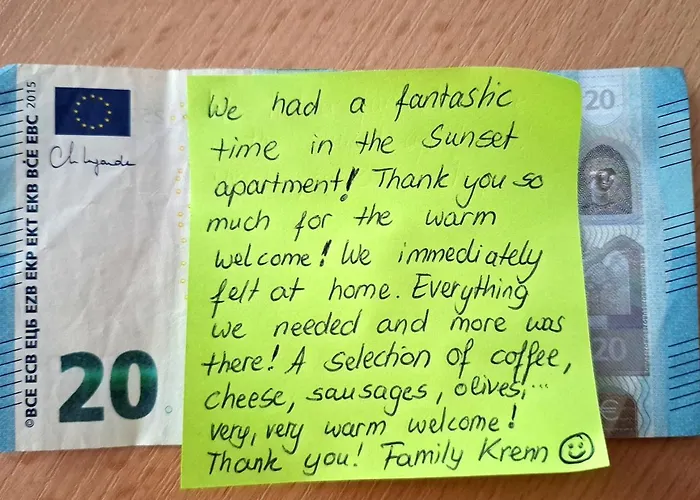 ©BCE ECB ЕЦБ EZB EKP EKT EKB BĊE EBC 2015
20
We had a fantastic
time in the Sunset
apartment! Thank you so
much for the warm
welcome! We immediately
felt at home. Everything
we needed and more was
there! A selection of coffee,
cheese, sausages, olives,...
very, very warm welcome!
Thank you! Family Krenn
20
20